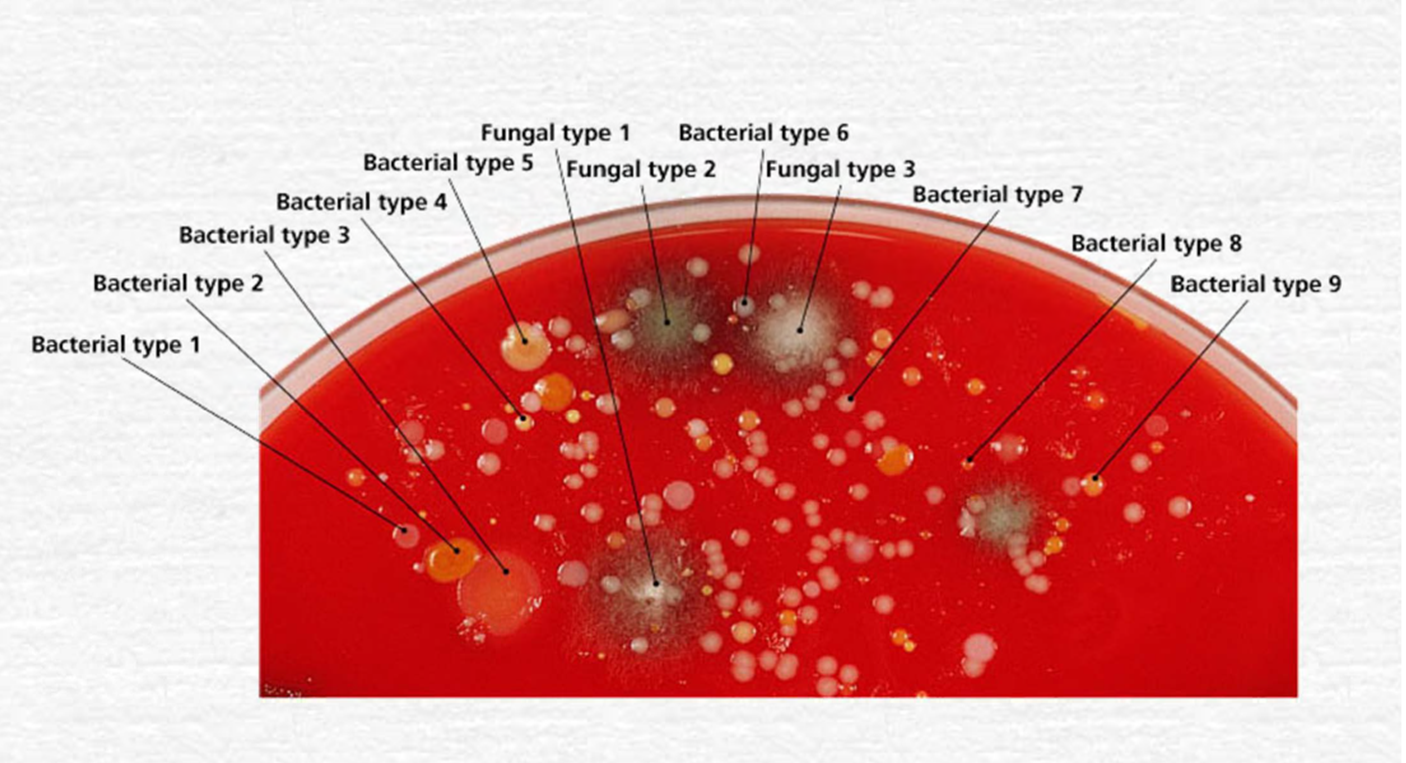 Fungal type 1
Bacterial type 6
Bacterial type 5
Fungal type 2
Fungal type 3
Bacterial type 7
Bacterial type 4
Bacterial type 3
Bacterial type 8
Bacterial type 2
Bacterial type 9
Bacterial type 1